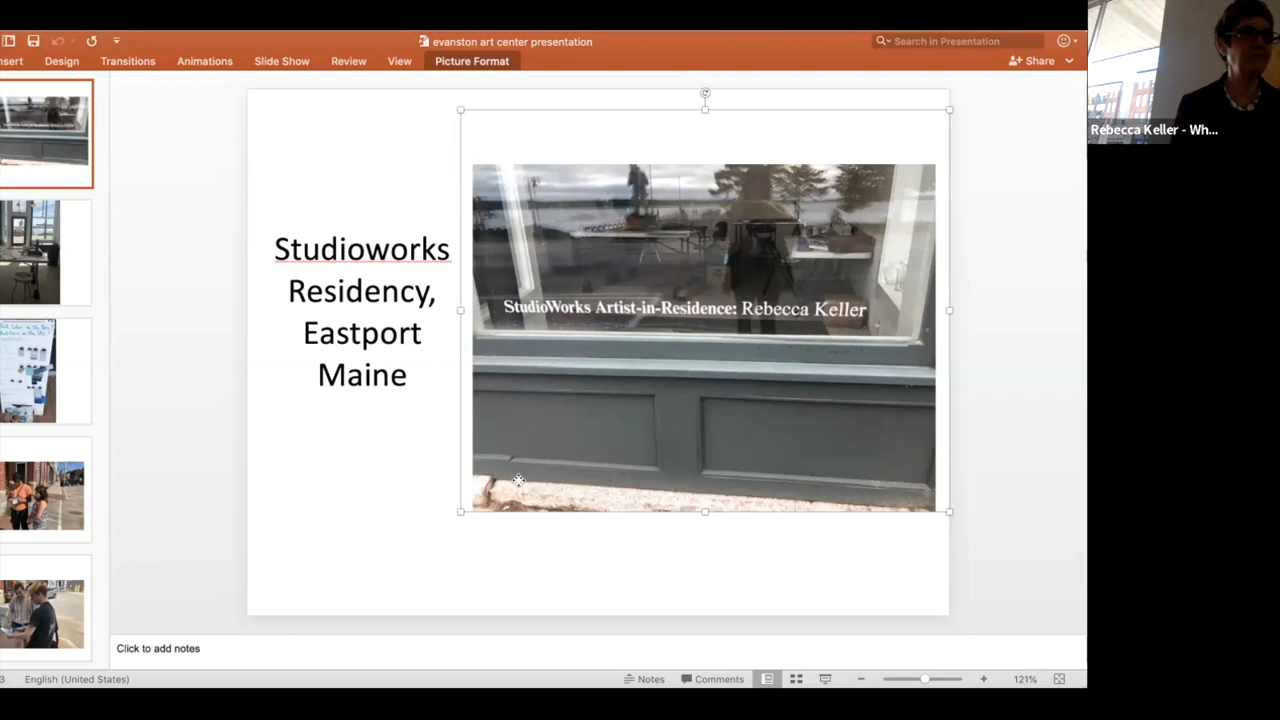 evanston art center presentation
Search in Presentation
Design Transitions Animations Slide Show Review View Picture Format
Share
Studioworks
Residency,
Eastport
Maine
StudioWorks Artist-in-Residence: Rebecca Keller
Rebecca Keller - Wh...
Click to add notes
English (United States)
Notes
Comments
121%